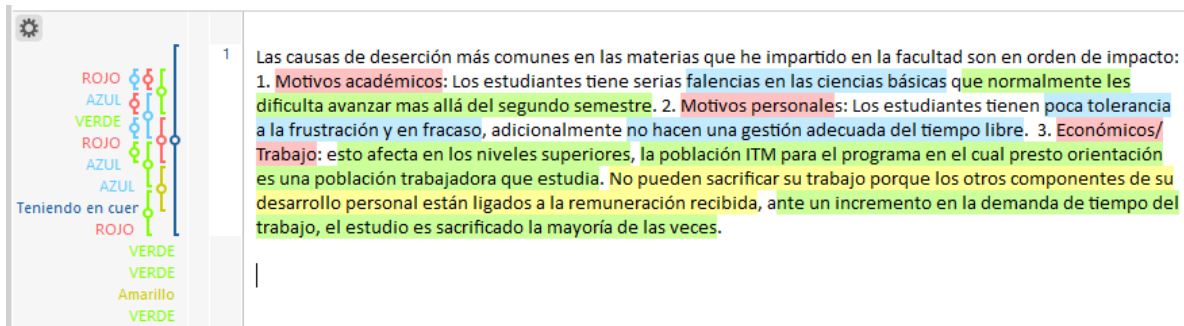 1
Las causas de deserción más comunes en las materias que he impartido en la facultad son en orden de impacto:
1. Motivos académicos: Los estudiantes tiene serias falencias en las ciencias básicas que normalmente les
dificulta avanzar mas allá del segundo semestre. 2. Motivos personales: Los estudiantes tienen poca tolerancia
a la frustración y en fracaso, adicionalmente no hacen una gestión adecuada del tiempo libre. 3. Económicos/
Trabajo: esto afecta en los niveles superiores, la población ITM para el programa en el cual presto orientación
es una población trabajadora que estudia. No pueden sacrificar su trabajo porque los otros componentes de su
desarrollo personal están ligados a la remuneración recibida, ante un incremento en la demanda de tiempo del
trabajo, el estudio es sacrificado la mayoría de las veces.
ROJO
AZUL
VERDE
ROJO
AZUL
AZUL
Teniendo en cuer
ROJO
VERDE
VERDE
Amarillo
VERDE